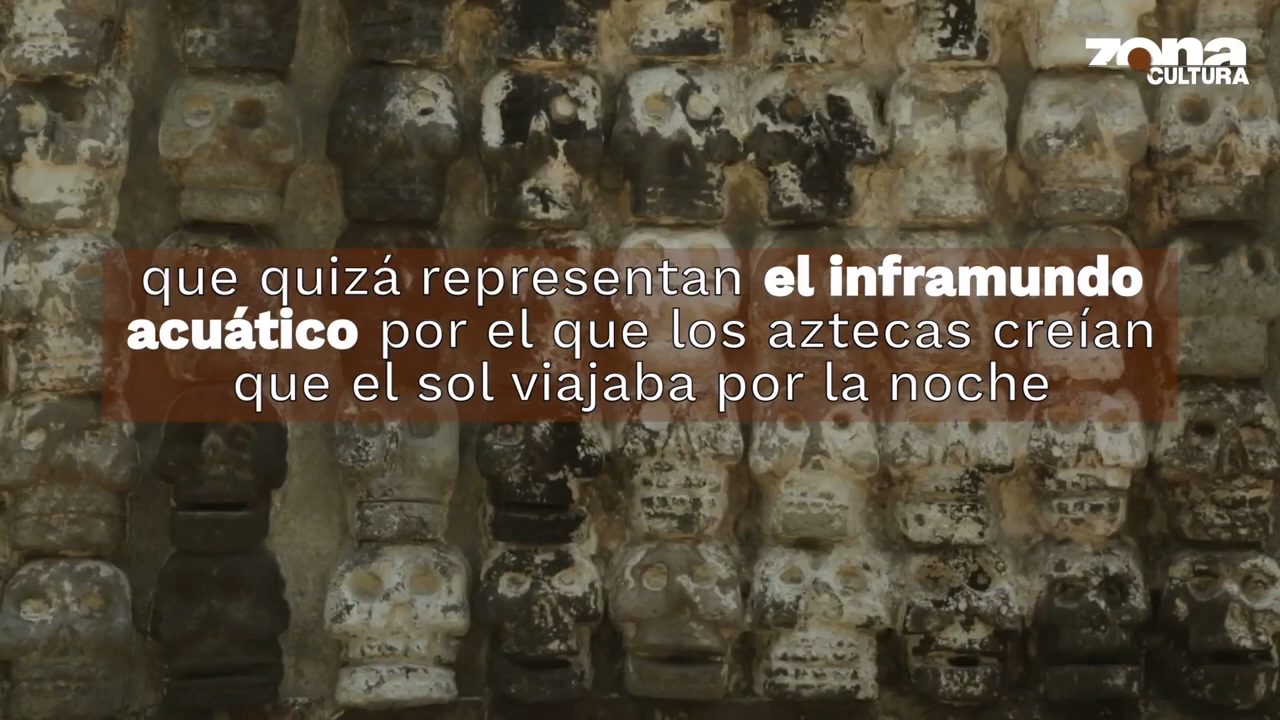 zona
CULTURA
que quizá representan el inframundo
acuático por el que los aztecas creían
que el sol viajaba por la noche